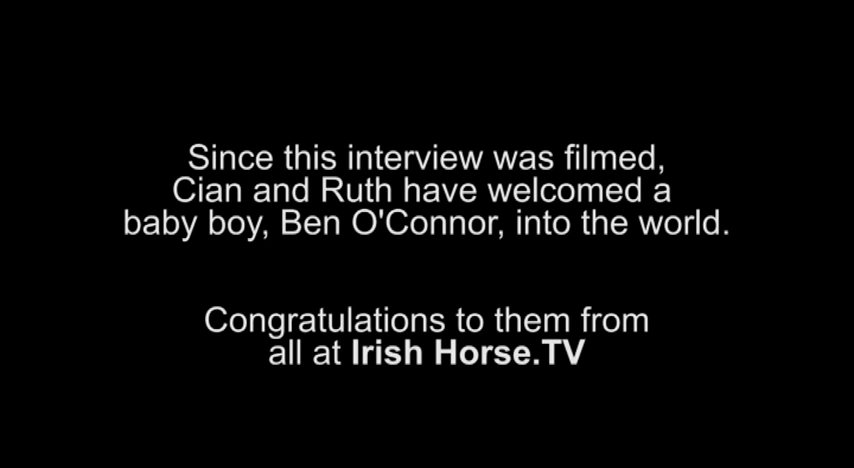 Since this interview was filmed,
Cian and Ruth have welcomed a
baby boy, Ben O'Connor, into the world.
Congratulations to them from
all at Irish Horse.TV